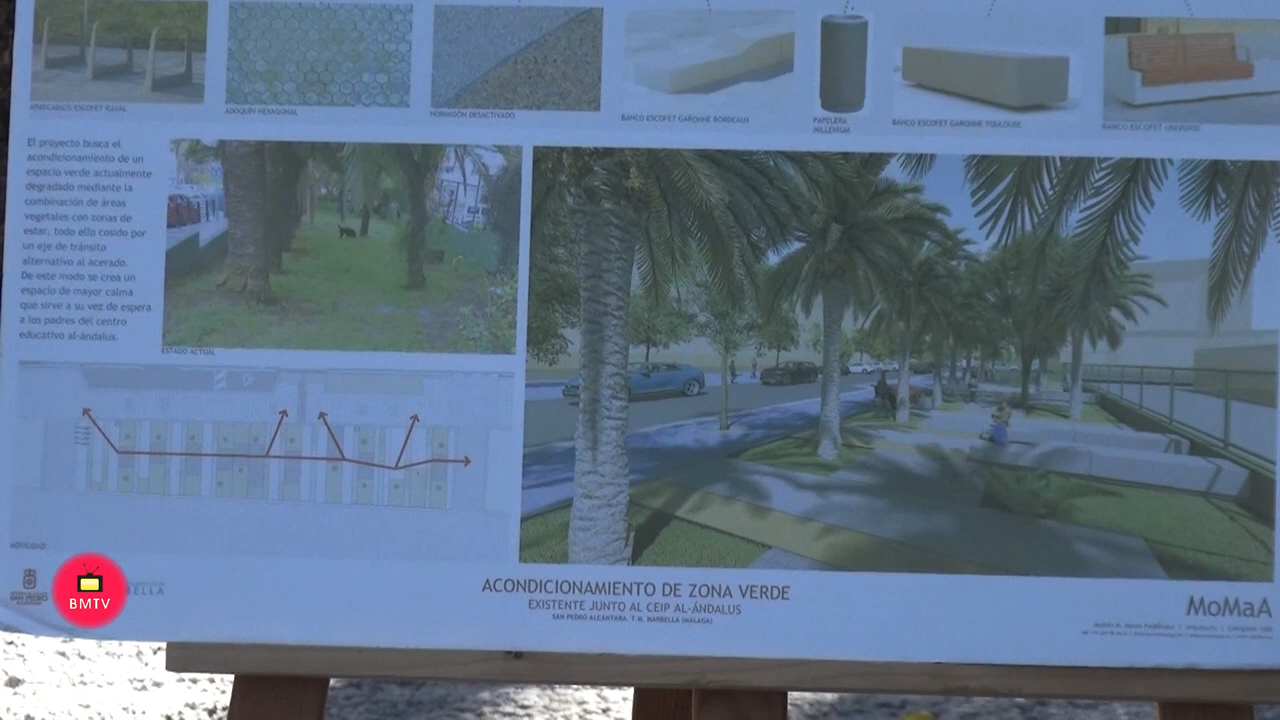 APARCABICIS ESCOFET RAVAL
ADOQUÍN HEXAGONAL
HORMIGÓN DESACTIVADO
BANCO ESCOFET GARONNE BORDEAUX
PAPELERA
MILLENIUM
BANCO ESCOFET GARONNE TOULOUSE
BANCO ESCOFET UNIVERSE
El proyecto busca el
acondicionamiento de un
espacio verde actualmente
degradado mediante la
combinación de áreas
vegetales con zonas de
estar, todo ello cosido por
un eje de tránsito
alternativo al acerado.
De este modo se crea un
espacio de mayor calma
que sirve a su vez de espera
a los padres del centro
educativo al-ándalus.
ESTADO ACTUAL
MOVILIDAD
SAN PEDRO
BMTV
ACONDICIONAMIENTO DE ZONA VERDE
EXISTENTE JUNTO AL CEIP AL-ÁNDALUS
SAN PEDRO ALCÁNTARA. T.M. MARBELLA (MÁLAGA)
MoMaA